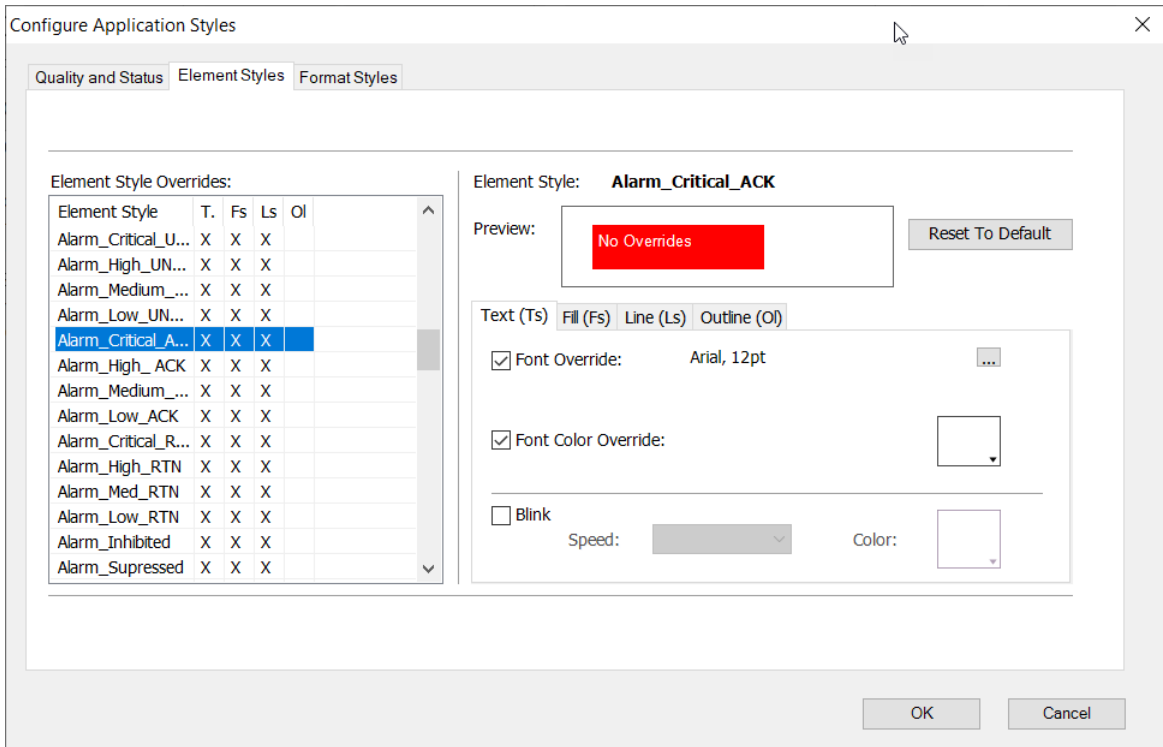 Configure Application Styles
Quality and Status Element Styles Format Styles
Element Style Overrides:
Element Style T. Fs Ls Ol
Alarm_Critical_U... X X X
Alarm_High_UN... X X X
Alarm_Medium_... X X X
Alarm_Low_UN... X X X
Alarm_Critical_A... X X X
Alarm_High_ ACK X X X
Alarm_Medium_... X X X
Alarm_Low_ACK X X X
Alarm_Critical_R... X X X
Alarm_High_RTN X X X
Alarm_Med_RTN X X X
Alarm_Low_RTN X X X
Alarm_Inhibited X X X
Alarm_Supressed X X X
Element Style: Alarm_Critical_ACK
Preview:
No Overrides
Reset To Default
Text (Ts) Fill (Fs) Line (Ls) Outline (Ol)
Font Override: Arial, 12pt ...
Font Color Override:
Blink
Speed: Color:
OK Cancel